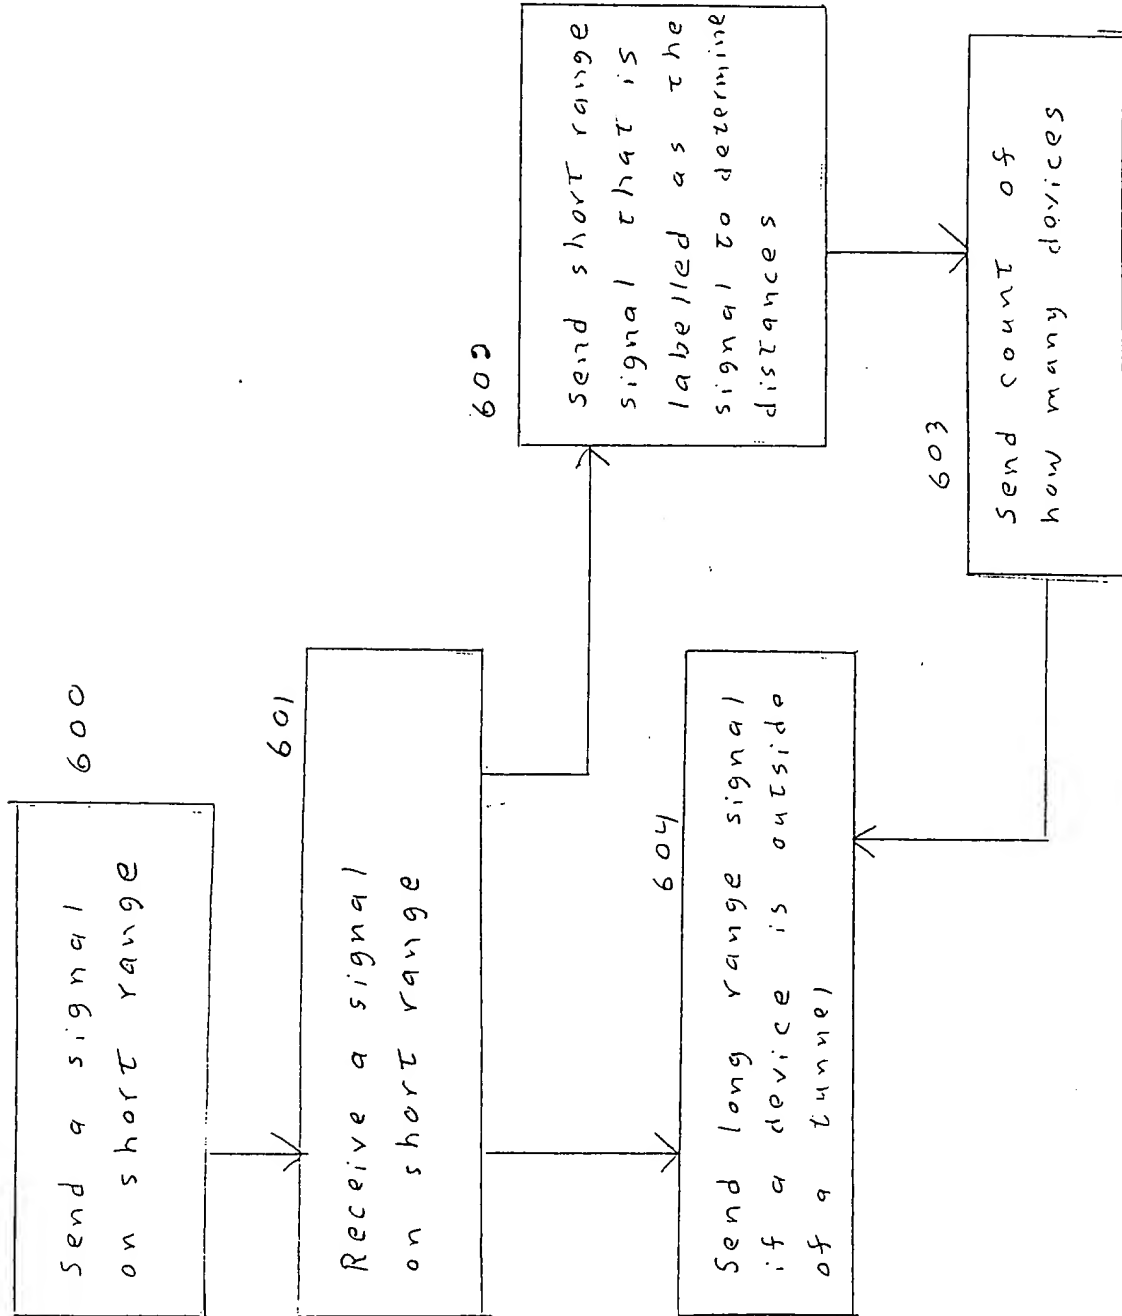 600
Send a signal
on short range
601
Receive a signal
on short range
602
Send short range
signal that is
labelled as the
signal to determine
distances
603
Send count of
how many devices
604
Send long range signal
if a device is outside
of a tunnel